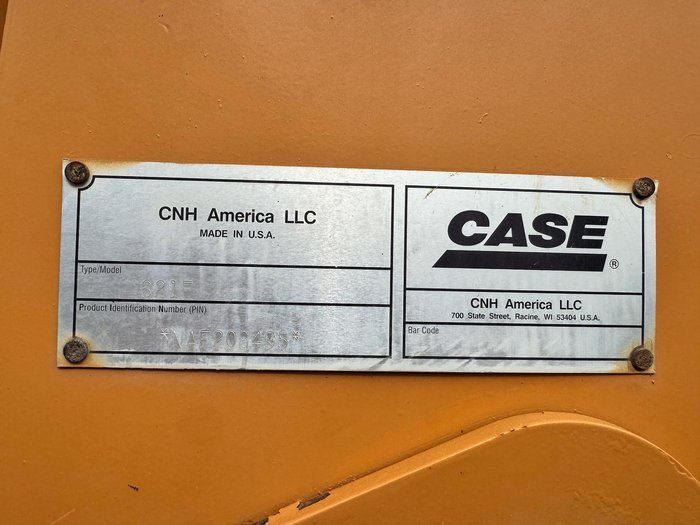 CNH America LLC
MADE IN U.S.A.
Type/Model
Product Identification Number (PIN)
CASE
®
CNH America LLC
700 State Street, Racine, WI 53404 U.S.A.
Bar Code